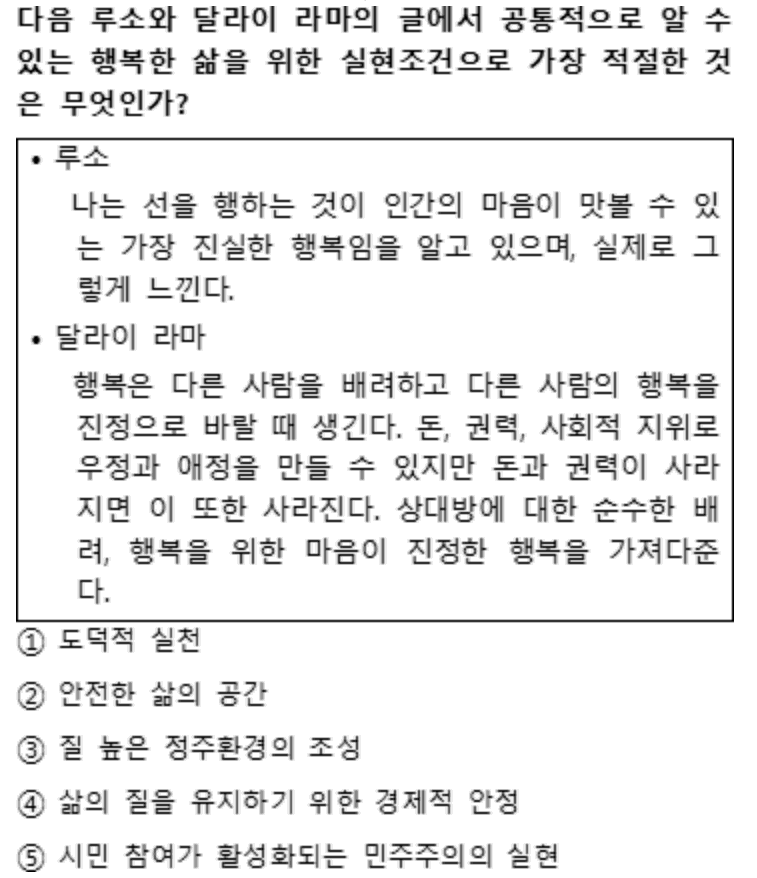 다음 루소와 달라이 라마의 글에서 공통적으로 알 수
있는 행복한 삶을 위한 실현조건으로 가장 적절한 것
은 무엇인가?
• 루소
나는 선을 행하는 것이 인간의 마음이 맛볼 수 있
는 가장 진실한 행복임을 알고 있으며, 실제로 그
렇게 느낀다.
• 달라이 라마
행복은 다른 사람을 배려하고 다른 사람의 행복을
진정으로 바랄 때 생긴다. 돈, 권력, 사회적 지위로
우정과 애정을 만들 수 있지만 돈과 권력이 사라
지면 이 또한 사라진다. 상대방에 대한 순수한 배
려, 행복을 위한 마음이 진정한 행복을 가져다준
다.
① 도덕적 실천
② 안전한 삶의 공간
③ 질 높은 정주환경의 조성
④ 삶의 질을 유지하기 위한 경제적 안정
⑤ 시민 참여가 활성화되는 민주주의의 실현